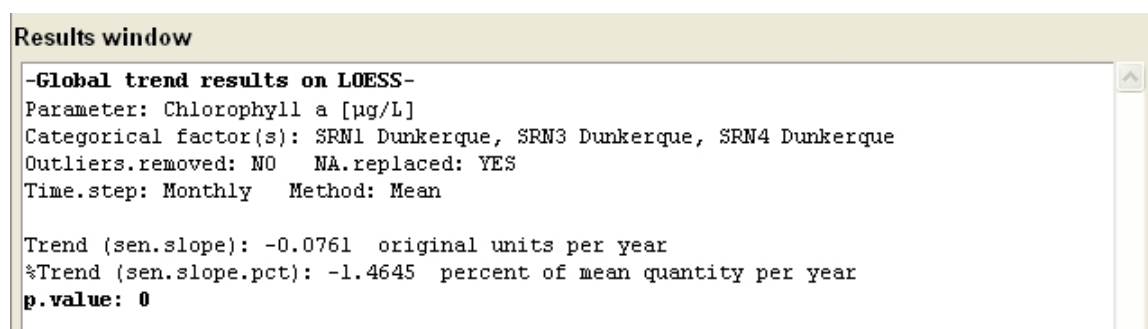 Results window
-Global trend results on LOESS-
Parameter: Chlorophyll a [µg/L]
Categorical factor(s): SRN1 Dunkerque, SRN3 Dunkerque, SRN4 Dunkerque
Outliers.removed: NO   NA.replaced: YES
Time.step: Monthly   Method: Mean
Trend (sen.slope): -0.0761  original units per year
%Trend (sen.slope.pct): -1.4645  percent of mean quantity per year
p.value: 0